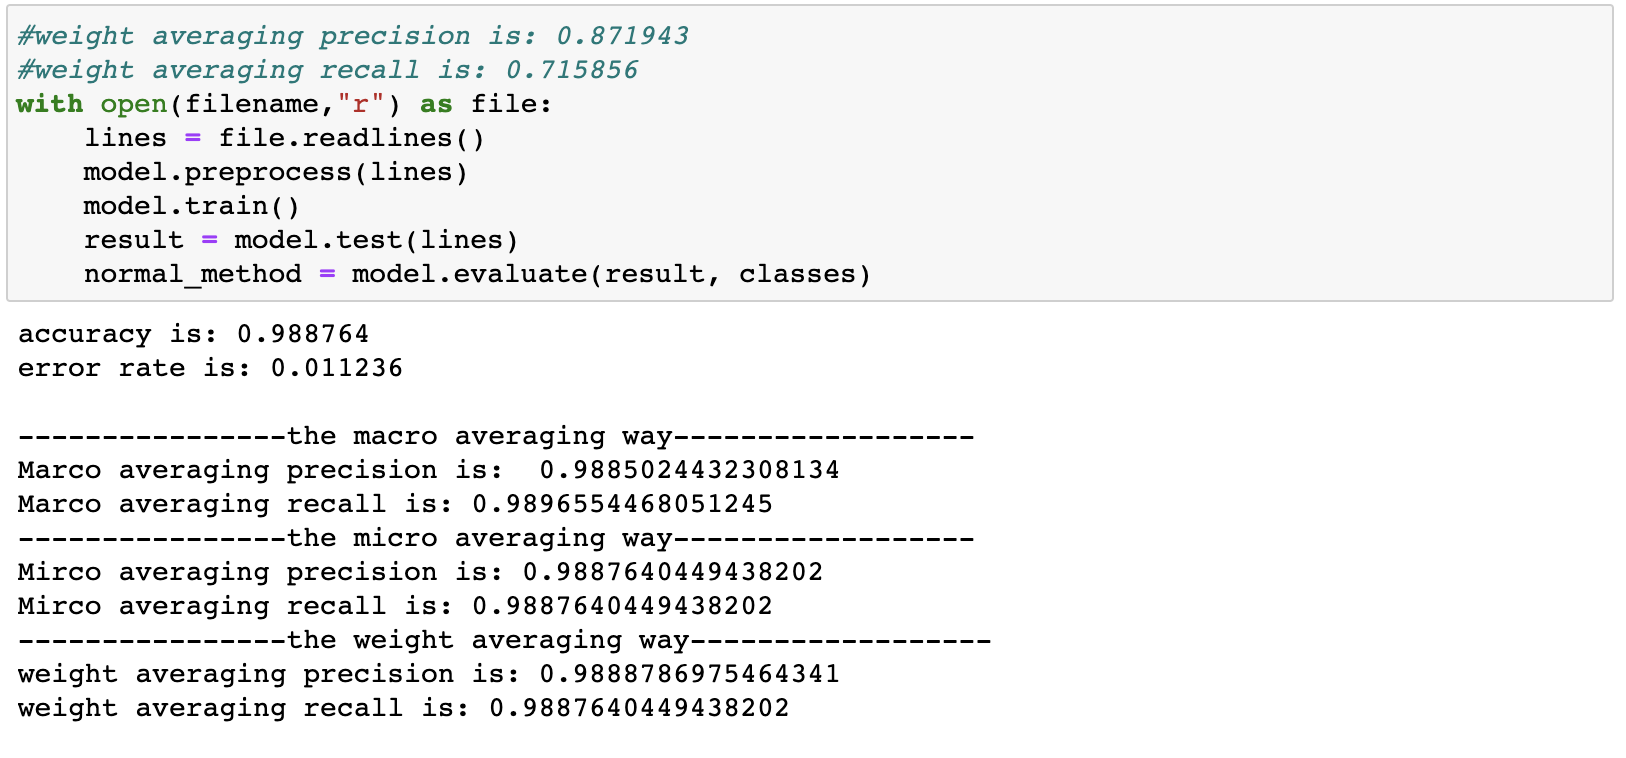 #weight averaging precision is: 0.871943
#weight averaging recall is: 0.715856
with open(filename,"r") as file:
    lines = file.readlines()
    model.preprocess(lines)
    model.train()
    result = model.test(lines)
    normal_method = model.evaluate(result, classes)
accuracy is: 0.988764
error rate is: 0.011236
----------------the macro averaging way------------------
Marco averaging precision is:  0.9885024432308134
Marco averaging recall is: 0.9896554468051245
----------------the micro averaging way------------------
Mirco averaging precision is: 0.9887640449438202
Mirco averaging recall is: 0.9887640449438202
----------------the weight averaging way------------------
weight averaging precision is: 0.9888786975464341
weight averaging recall is: 0.9887640449438202